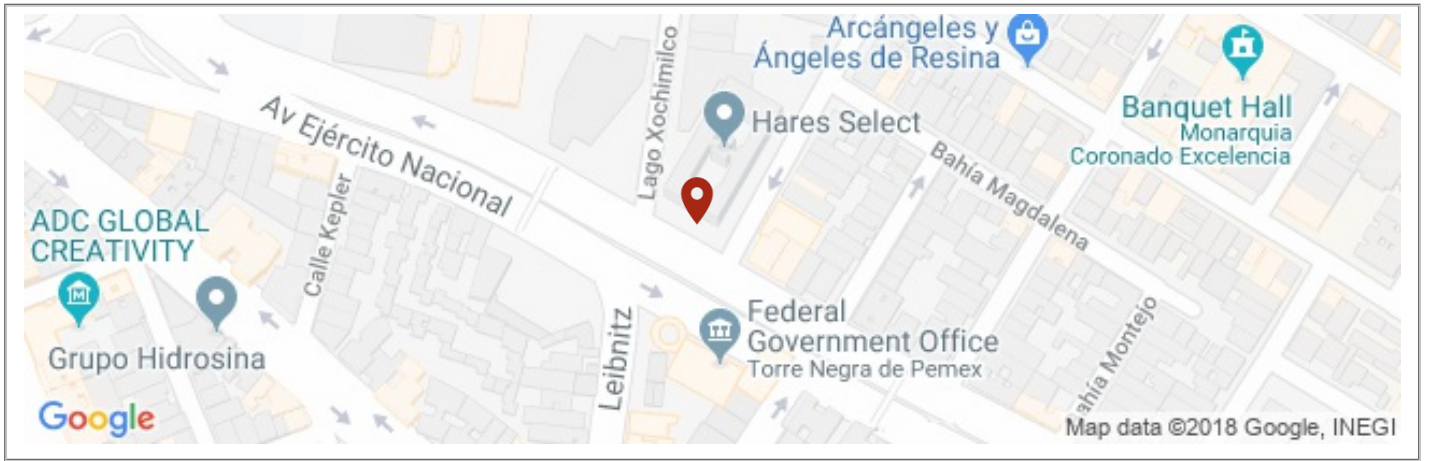 Arcángeles y
Ángeles de Resina
Lago Xochimilco
Hares Select
Banquet Hall
Monarquia
Coronado Excelencia
Av Ejército Nacional
Bahía Magdalena
ADC GLOBAL
CREATIVITY
Calle Kepler
Grupo Hidrosina
Leibnitz
Federal
Government Office
Torre Negra de Pemex
ahía Montejo
Google
Map data ©2018 Google, INEGI